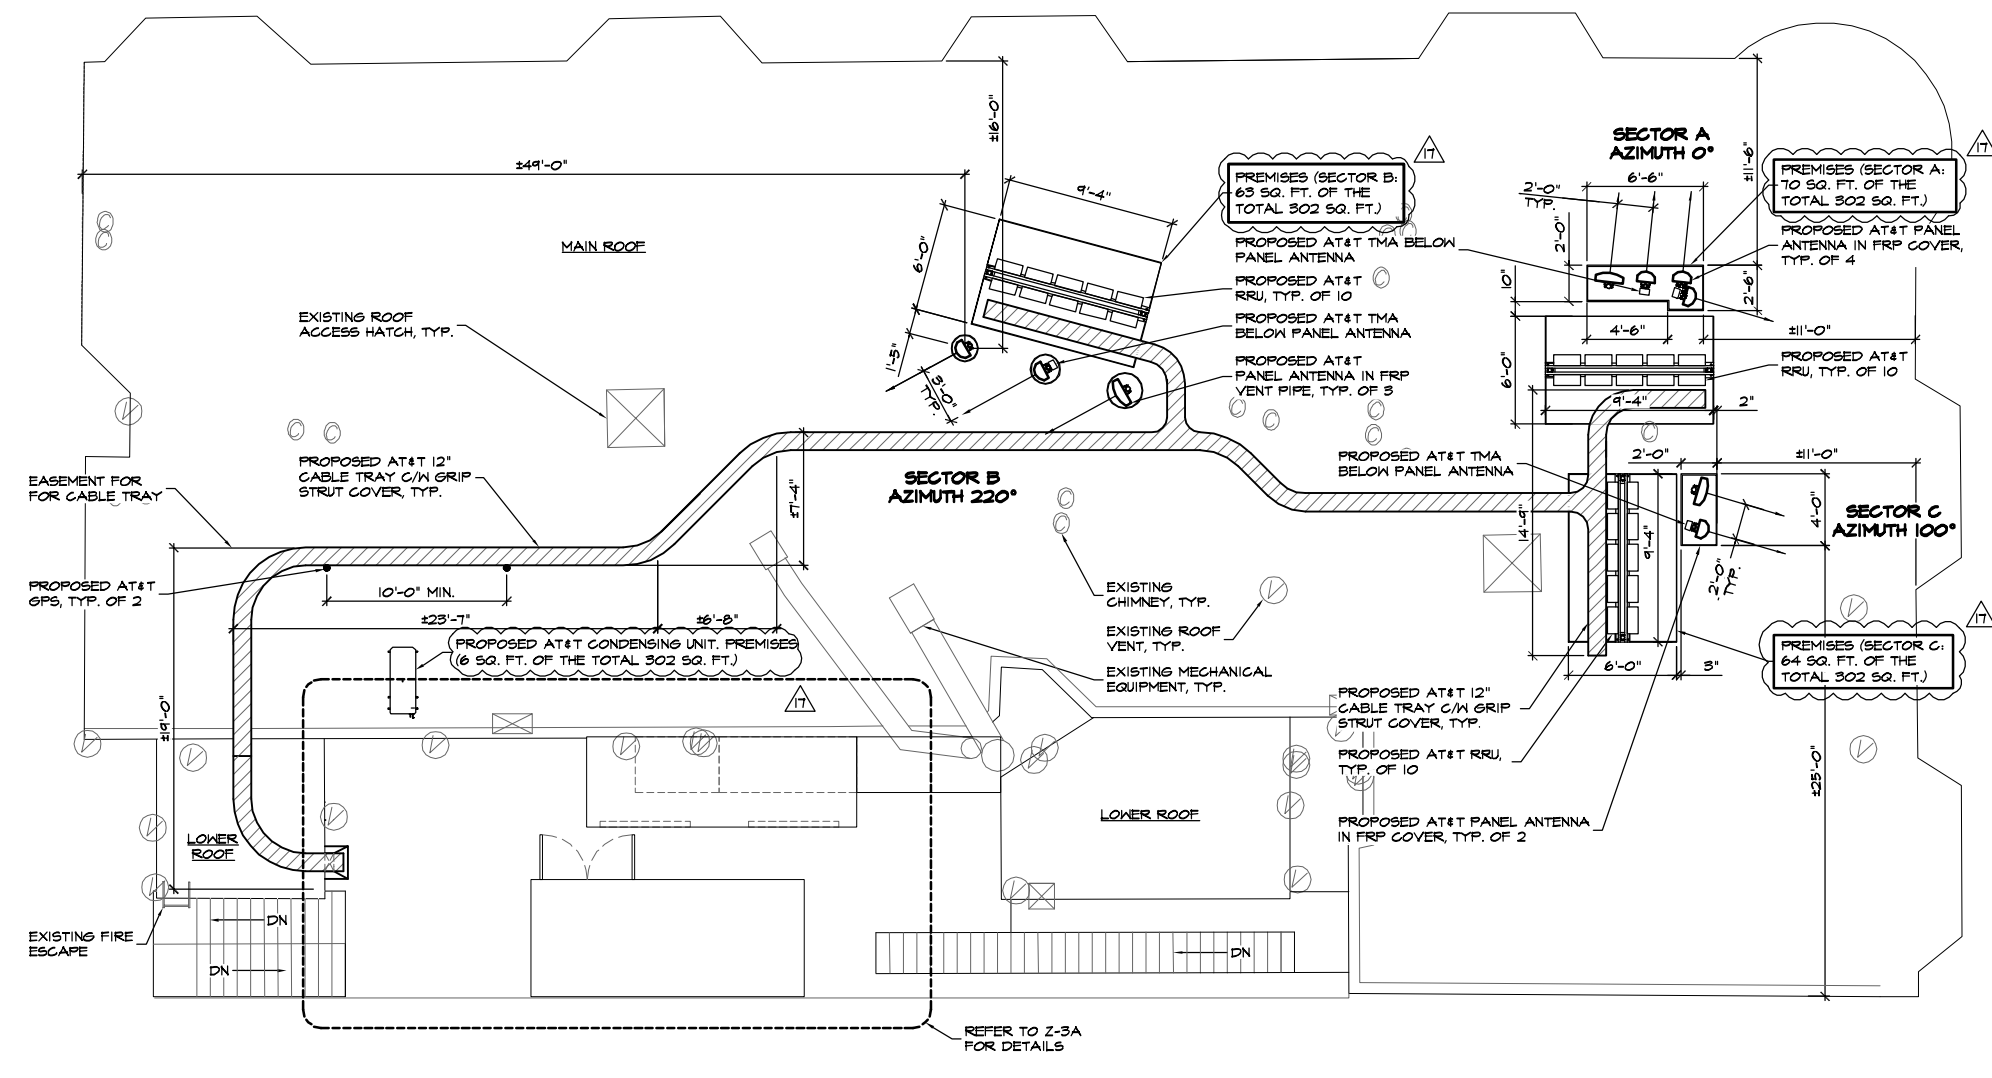 ±49'-0"
±16'-0"
MAIN ROOF
EXISTING ROOF
ACCESS HATCH, TYP.
EASEMENT FOR
FOR CABLE TRAY
PROPOSED AT&T 12"
CABLE TRAY C/W GRIP
STRUT COVER, TYP.
PROPOSED AT&T
GPS, TYP. OF 2
10'-0" MIN.
±23'-7"
±6'-8"
±7'-4"
±19'-0"
PROPOSED AT&T CONDENSING UNIT. PREMISES
(6 SQ. FT. OF THE TOTAL 302 SQ. FT.)
17
LOWER
ROOF
EXISTING FIRE
ESCAPE
DN
DN
REFER TO Z-3A
FOR DETAILS
9'-4"
6'-0"
1'-5"
3'-0"
TYP.
SECTOR B
AZIMUTH 220°
PREMISES (SECTOR B:
63 SQ. FT. OF THE
TOTAL 302 SQ. FT.)
17
PROPOSED AT&T TMA BELOW
PANEL ANTENNA
PROPOSED AT&T
RRU, TYP. OF 10
PROPOSED AT&T TMA
BELOW PANEL ANTENNA
PROPOSED AT&T
PANEL ANTENNA IN FRP
VENT PIPE, TYP. OF 3
EXISTING
CHIMNEY, TYP.
EXISTING ROOF
VENT, TYP.
EXISTING MECHANICAL
EQUIPMENT, TYP.
LOWER ROOF
DN
SECTOR A
AZIMUTH 0°
6'-6"
2'-0"
TYP.
2'-0"
10"
6'-0"
±11'-6"
2'-6"
4'-6"
±11'-0"
9'-4"
2"
PREMISES (SECTOR A:
70 SQ. FT. OF THE
TOTAL 302 SQ. FT.)
17
PROPOSED AT&T PANEL
ANTENNA IN FRP COVER,
TYP. OF 4
PROPOSED AT&T
RRU, TYP. OF 10
PROPOSED AT&T TMA
BELOW PANEL ANTENNA
2'-0"
±11'-0"
14'-9"
9'-4"
4'-0"
2'-0"
TYP.
SECTOR C
AZIMUTH 100°
6'-0"
3"
PREMISES (SECTOR C:
64 SQ. FT. OF THE
TOTAL 302 SQ. FT.)
17
PROPOSED AT&T 12"
CABLE TRAY C/W GRIP
STRUT COVER, TYP.
PROPOSED AT&T RRU,
TYP. OF 10
PROPOSED AT&T PANEL ANTENNA
IN FRP COVER, TYP. OF 2
±25'-0"